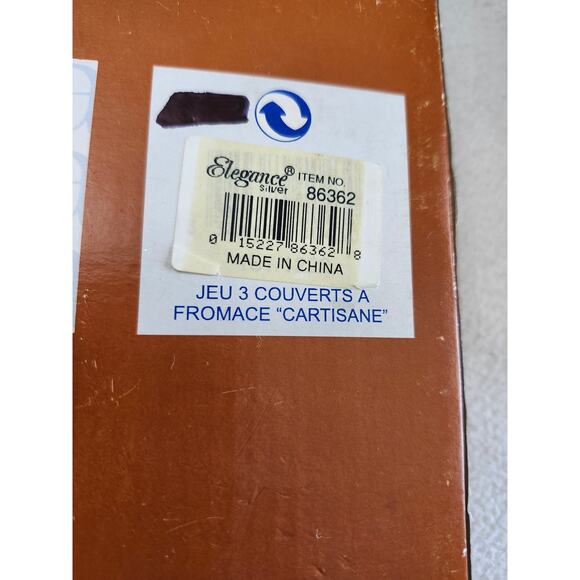 Elegance® ITEM NO.
Silver 86362
0 15227 86362 8
MADE IN CHINA
JEU 3 COUVERTS A
FROMACE “CARTISANE”